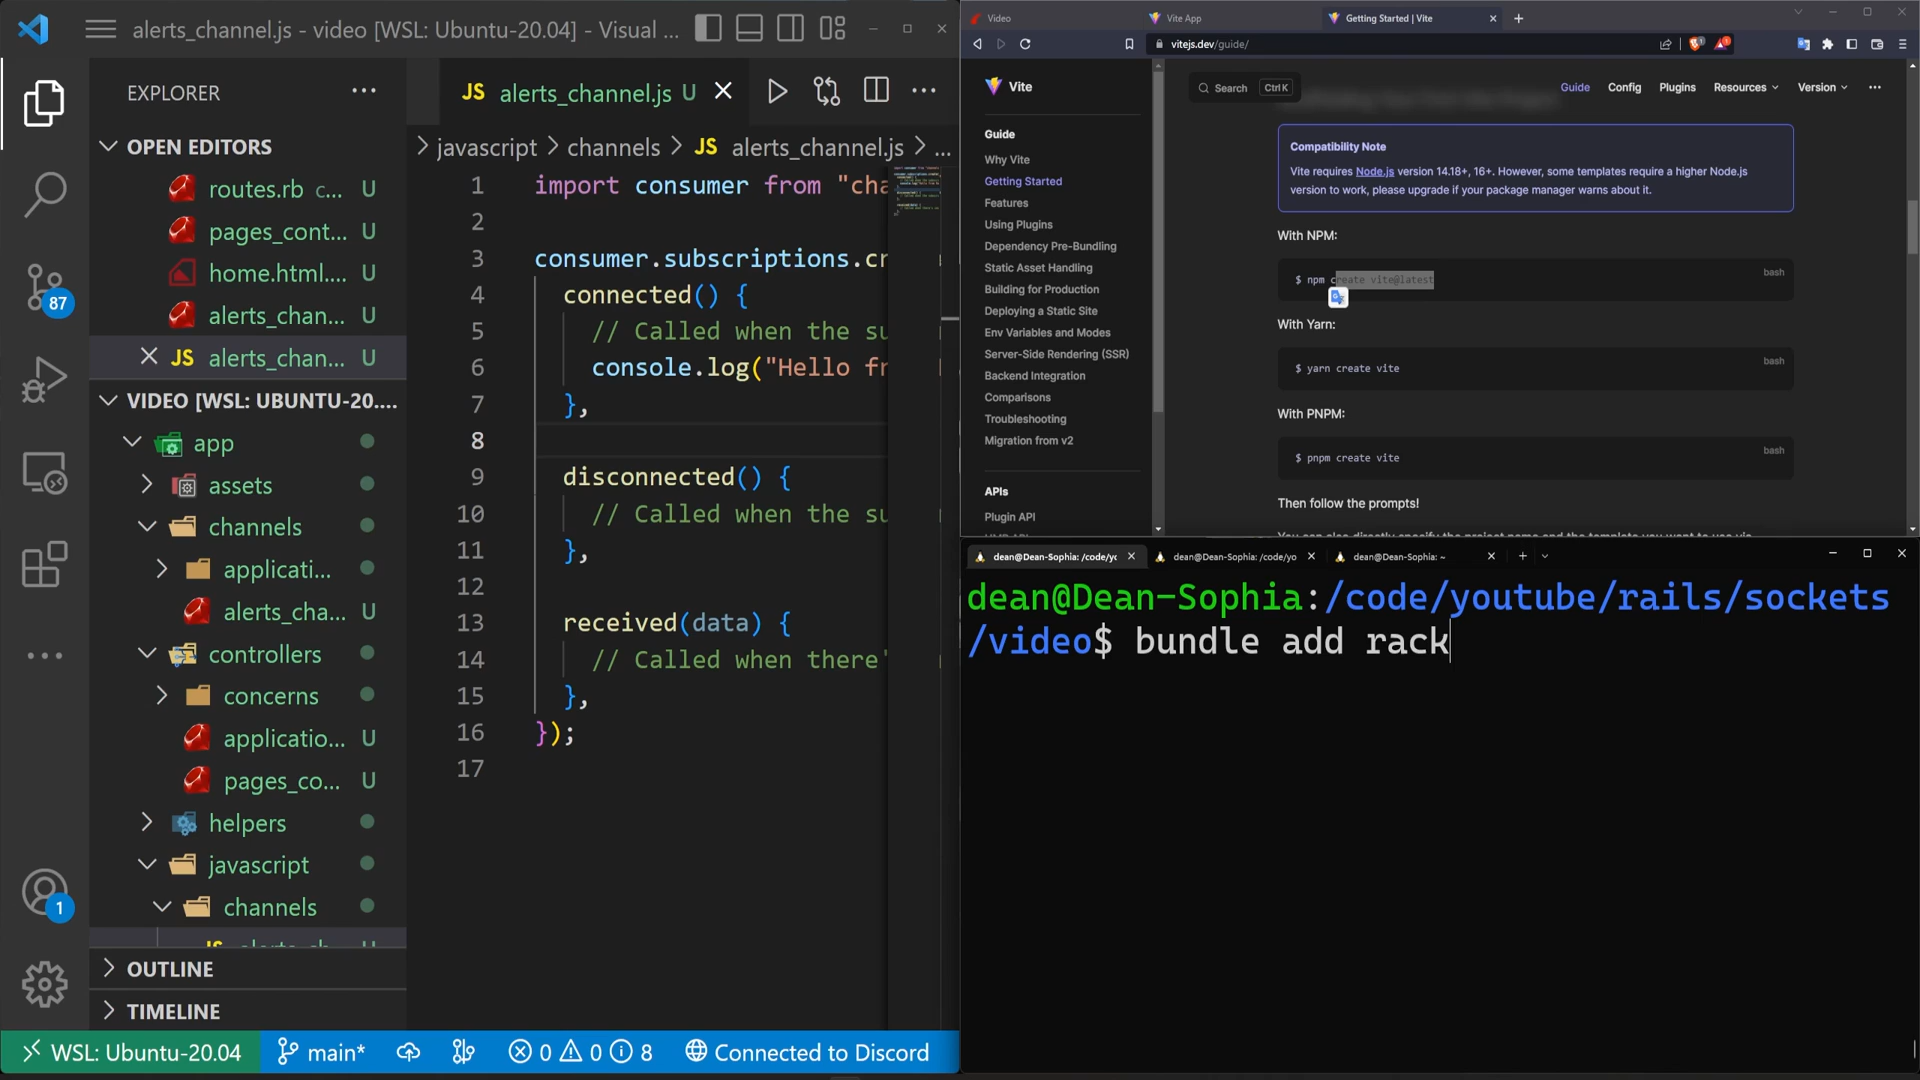 alerts_channel.js - video [WSL: Ubuntu-20.04] - Visual ...
EXPLORER
OPEN EDITORS
routes.rb c... U
pages_cont... U
home.html.... U
alerts_chan... U
JS alerts_chan... U
VIDEO [WSL: UBUNTU-20....
app
assets
channels
applicati...
alerts_cha... U
controllers
concerns
applicatio... U
pages_co... U
helpers
javascript
channels
OUTLINE
TIMELINE
87
1
JS alerts_channel.js U
javascript > channels > JS alerts_channel.js > ...
1 import consumer from "cha
2
3 consumer.subscriptions.cr
4 connected() {
5 // Called when the su
6 console.log("Hello fr
7 },
8
9 disconnected() {
10 // Called when the su
11 },
12
13 received(data) {
14 // Called when there'
15 },
16 });
17
WSL: Ubuntu-20.04 main* 0 0 8 Connected to Discord
Video
Vite App
Getting Started | Vite
vitejs.dev/guide/
Vite
Search Ctrl K
Guide Config Plugins Resources Version
Guide
Why Vite
Getting Started
Features
Using Plugins
Dependency Pre-Bundling
Static Asset Handling
Building for Production
Deploying a Static Site
Env Variables and Modes
Server-Side Rendering (SSR)
Backend Integration
Comparisons
Troubleshooting
Migration from v2
APIs
Plugin API
Compatibility Note
Vite requires Node.js version 14.18+, 16+. However, some templates require a higher Node.js
version to work, please upgrade if your package manager warns about it.
With NPM:
bash
$ npm create vite@latest
With Yarn:
bash
$ yarn create vite
With PNPM:
bash
$ pnpm create vite
Then follow the prompts!
dean@Dean-Sophia: /code/yc
dean@Dean-Sophia: /code/yo
dean@Dean-Sophia: ~
dean@Dean-Sophia:/code/youtube/rails/sockets
/video$ bundle add rack